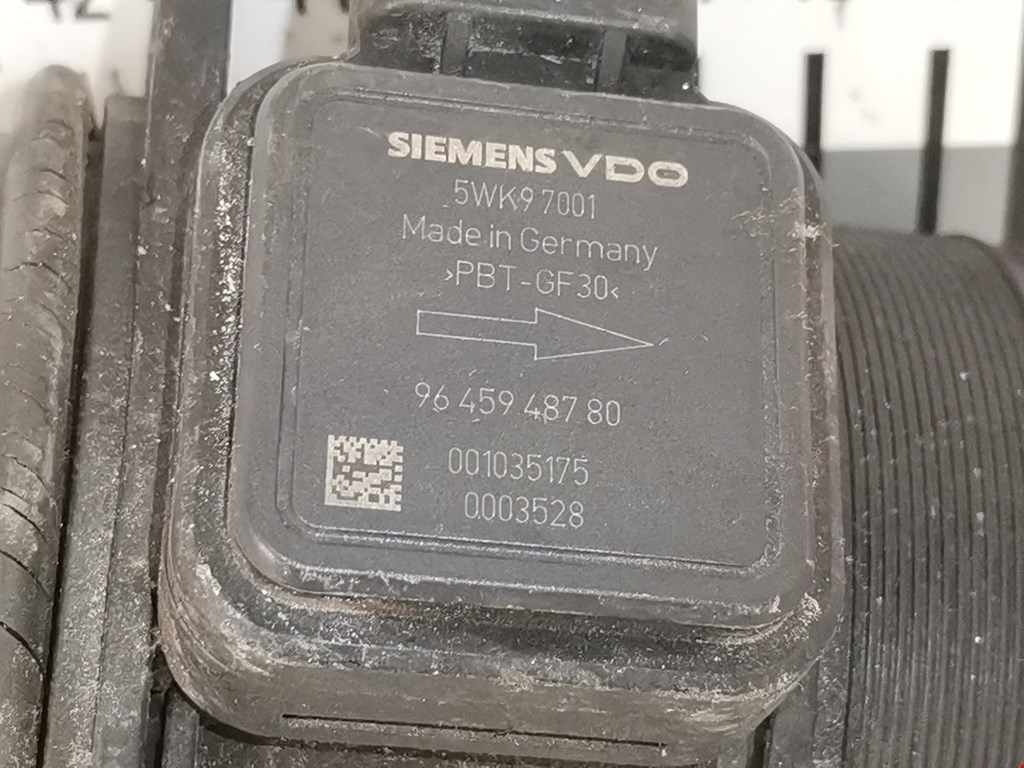 SIEMENS VDO
5WK9 7001
Made in Germany
>PBT-GF30<
96 459 487 80
001035175
0003528